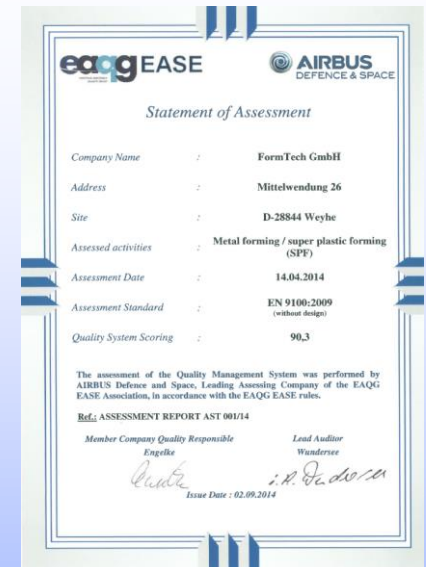 eaqg EASE
AIRBUS
DEFENCE & SPACE
Statement of Assessment
Company Name : FormTech GmbH
Address : Mittelwendung 26
Site : D-28844 Weyhe
Assessed activities : Metal forming / super plastic forming
(SPF)
Assessment Date : 14.04.2014
Assessment Standard : EN 9100:2009
(without design)
Quality System Scoring : 90,3
The assessment of the Quality Management System was performed by
AIRBUS Defence and Space, Leading Assessing Company of the EAQG
EASE Association, in accordance with the EAQG EASE rules.
Ref.: ASSESSMENT REPORT AST 001/14
Member Company Quality Responsible Lead Auditor
Engelke Wundersee
Issue Date : 02.09.2014